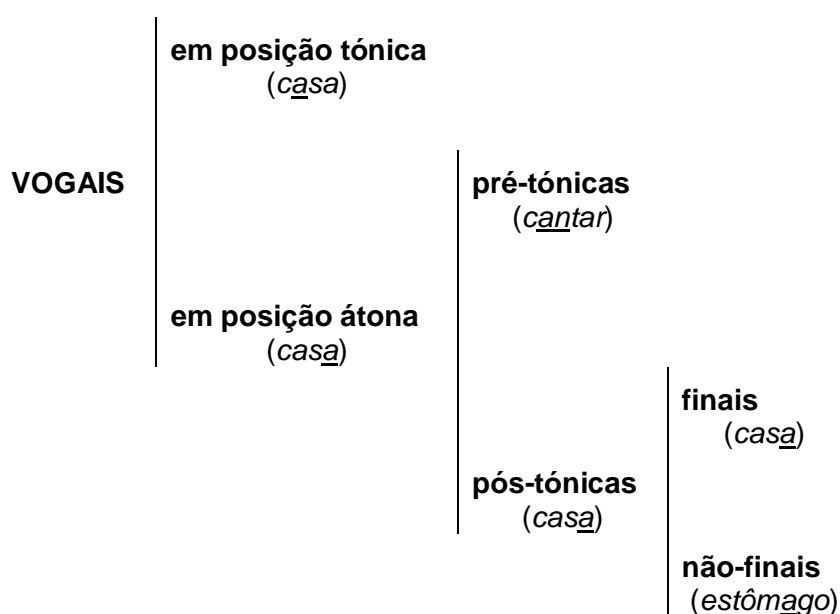 em posição tónica
(casa)
VOGAIS
pré-tónicas
(cantar)
em posição átona
(casa)
finais
(casa)
pós-tónicas
(casa)
não-finais
(estômago)